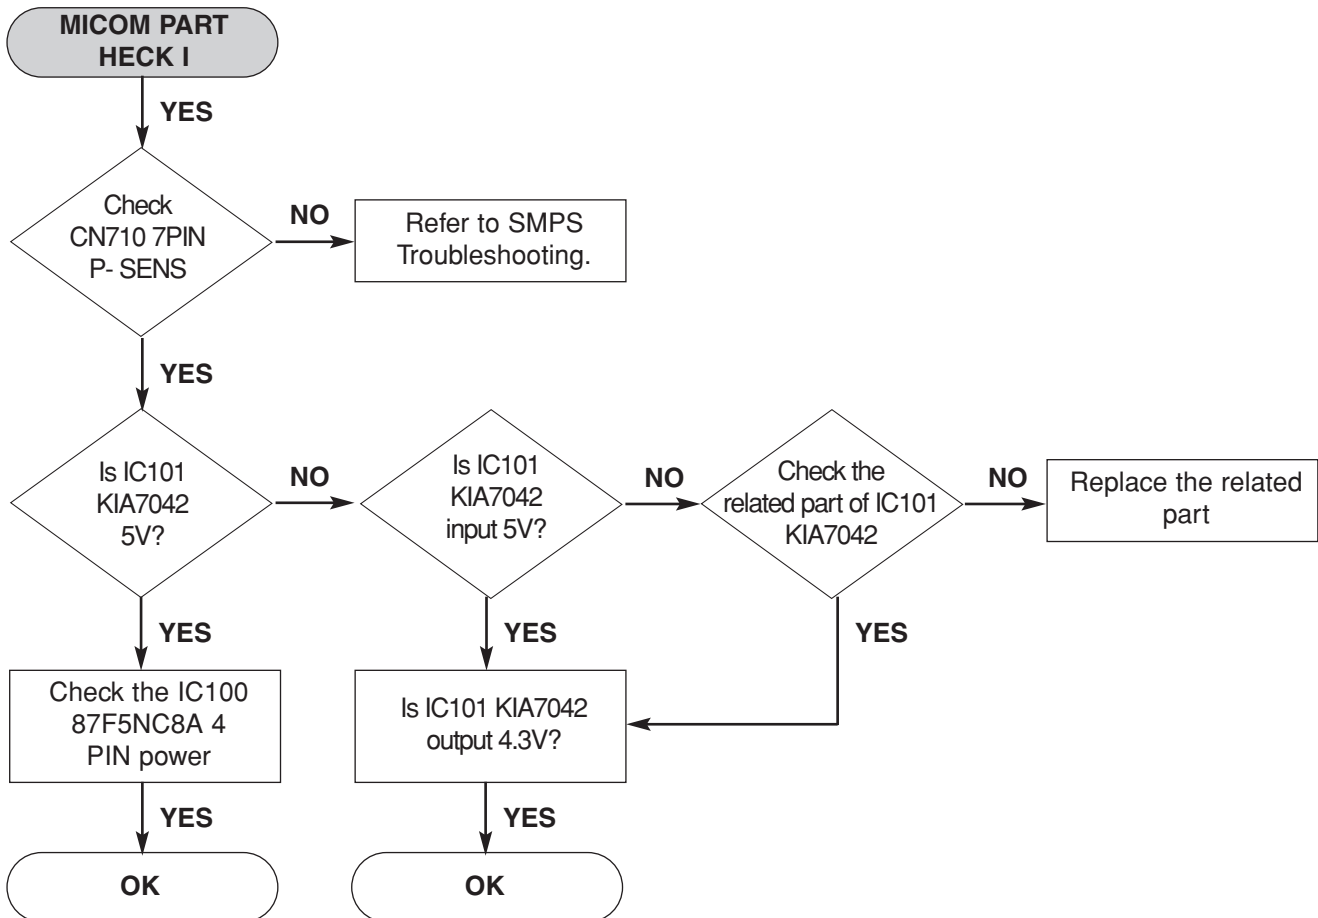 MICOM PART
HECK I
YES
Check
CN710 7PIN
P- SENS
NO
Refer to SMPS
Troubleshooting.
YES
Is IC101
KIA7042
5V?
NO
Is IC101
KIA7042
input 5V?
NO
Check the
related part of IC101
KIA7042
NO
Replace the related
part
YES
Check the IC100
87F5NC8A 4
PIN power
YES
Is IC101 KIA7042
output 4.3V?
YES
YES
OK
YES
OK